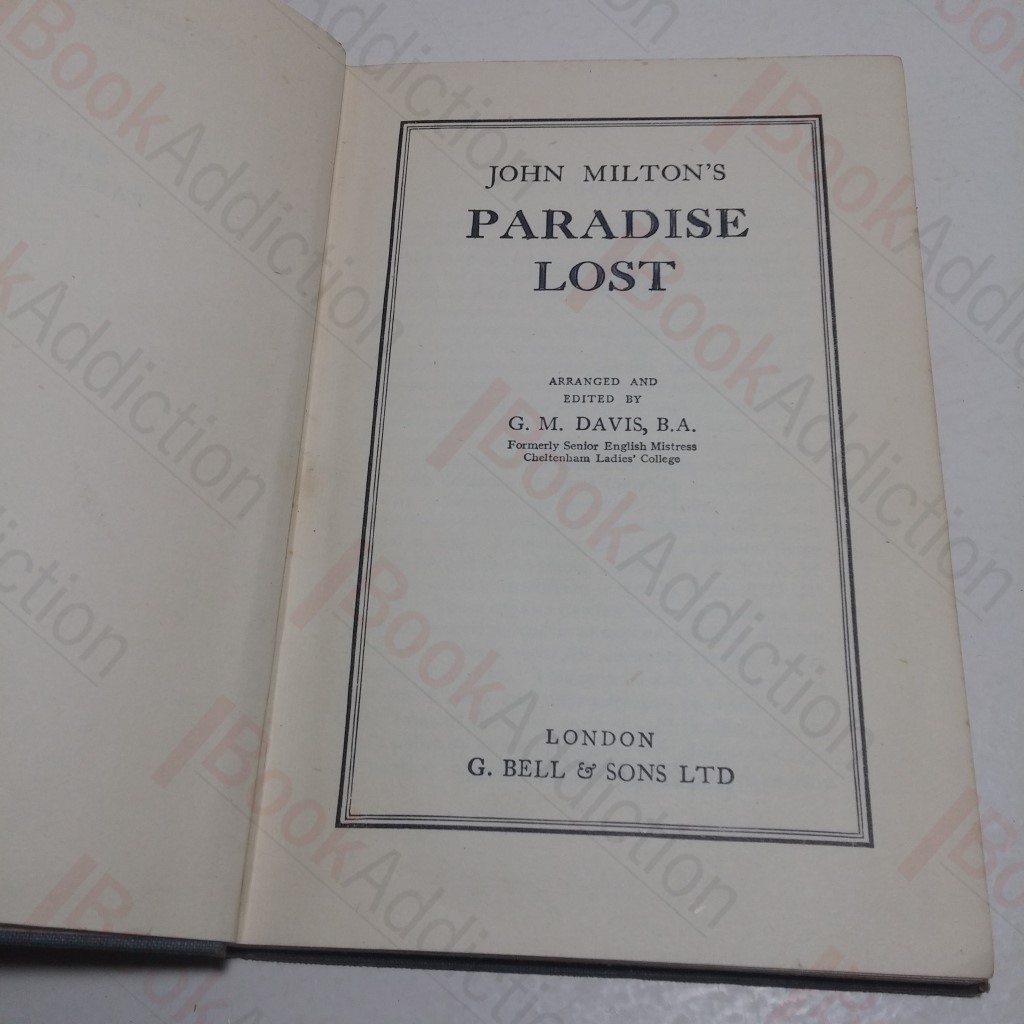 JOHN MILTON'S
PARADISE
LOST
ARRANGED AND
EDITED BY
G. M. DAVIS, B.A.
Formerly Senior English Mistress
Cheltenham Ladies' College
LONDON
G. BELL & SONS LTD
BookAddiction